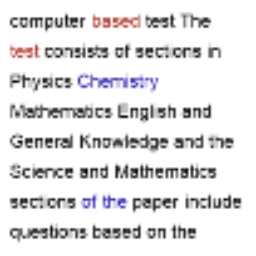 computer based test The
test consists of sections in
Physics Chemistry
Mathematics English and
General Knowledge and the
Science and Mathematics
sections of the paper include
questions based on the